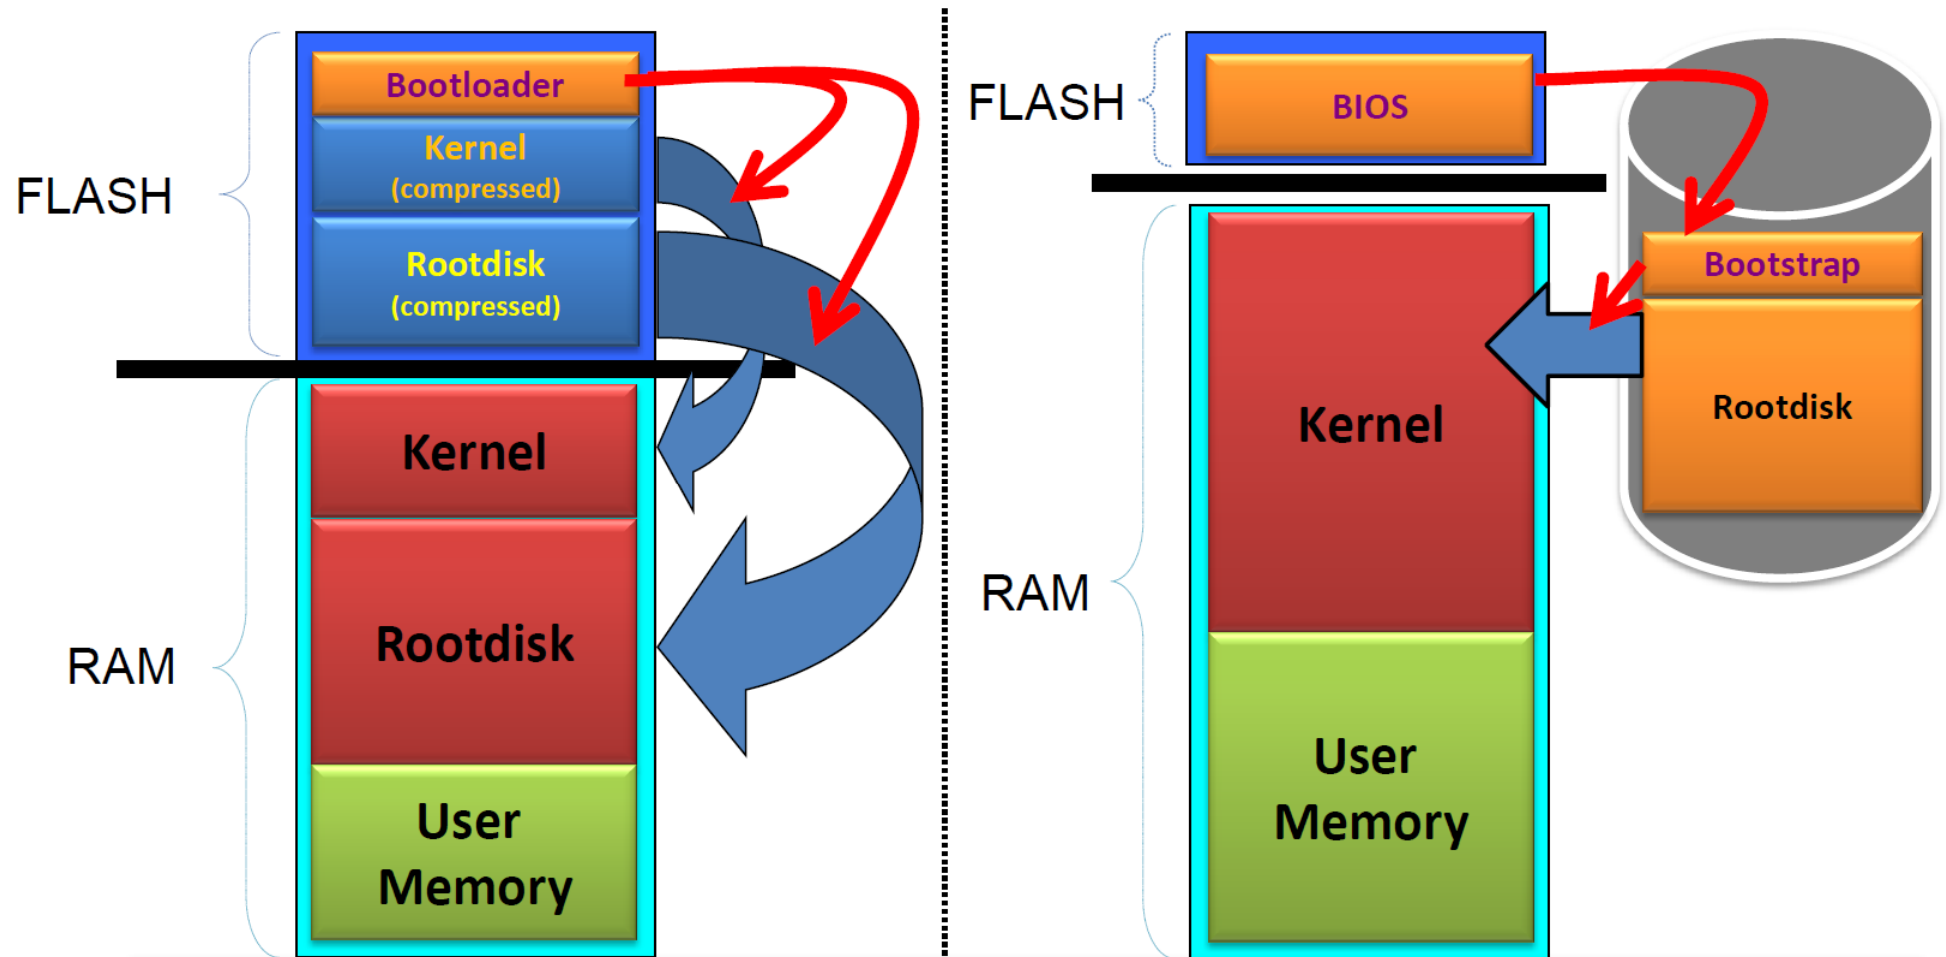 FLASH
Bootloader
Kernel
(compressed)
Rootdisk
(compressed)
RAM
Kernel
Rootdisk
User
Memory
FLASH
BIOS
Bootstrap
Rootdisk
RAM
Kernel
User
Memory